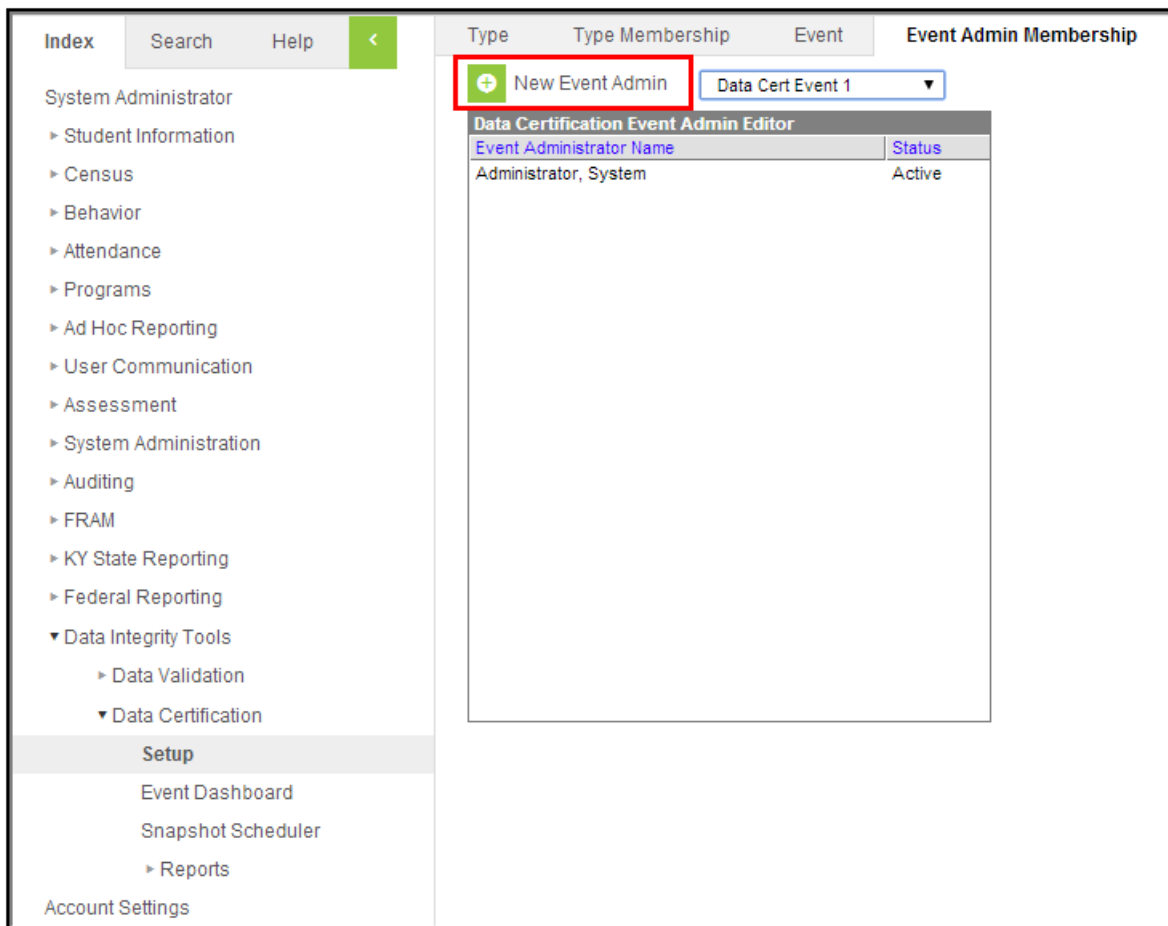 Index Search Help
System Administrator
Student Information
Census
Behavior
Attendance
Programs
Ad Hoc Reporting
User Communication
Assessment
System Administration
Auditing
FRAM
KY State Reporting
Federal Reporting
Data Integrity Tools
Data Validation
Data Certification
Setup
Event Dashboard
Snapshot Scheduler
Reports
Account Settings
Type Type Membership Event Event Admin Membership
New Event Admin Data Cert Event 1
Data Certification Event Admin Editor
Event Administrator Name Status
Administrator, System Active